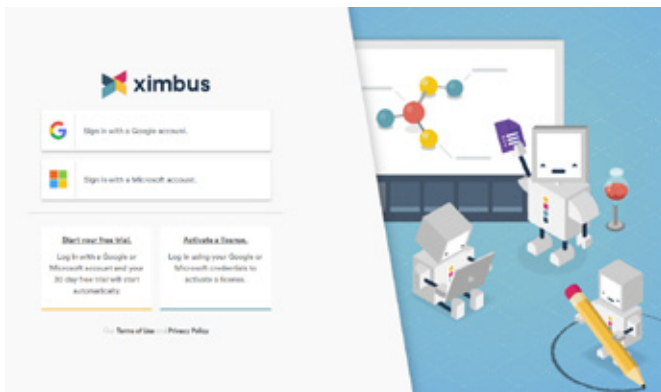 ximbus
Sign in with a Google account.
Sign in with a Microsoft account.
Start your free trial.
Log in with a Google or
Microsoft account and your
30 day free trial will start
automatically.
Activate a license.
Log in using your Google or
Microsoft credentials to
activate a license.
Our Terms of Use and Privacy Policy